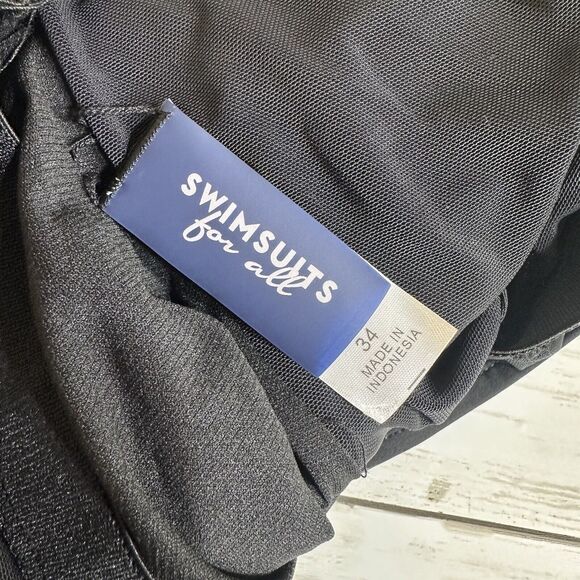 SWIMSUITS
for all
34
MADE IN
INDONESIA